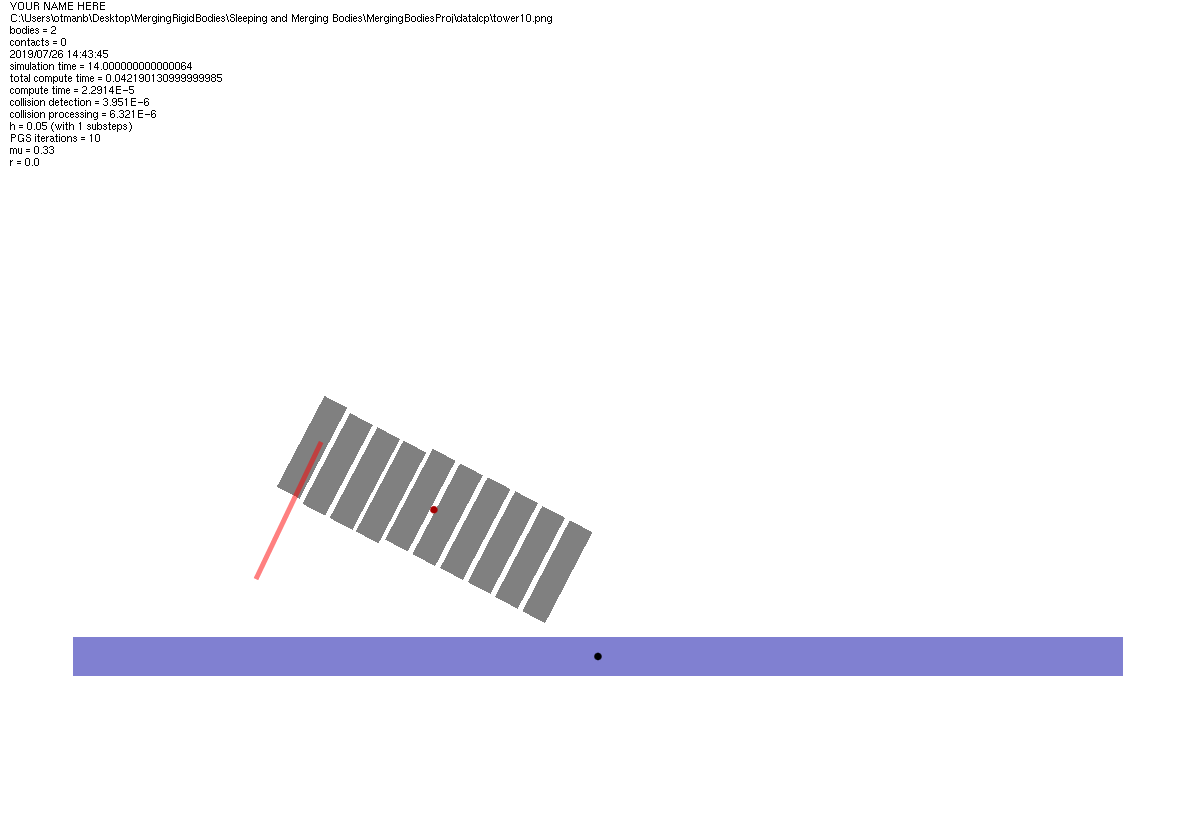 YOUR NAME HERE
C:\Users\otmanb\Desktop\MergingRigidBodies\Sleeping and Merging Bodies\MergingBodiesProj\datalcp\tower10.png
bodies = 2
contacts = 0
2019/07/26 14:43:45
simulation time = 14.000000000000064
total compute time = 0.042190130999999985
compute time = 2.2914E-5
collision detection = 3.951E-6
collision processing = 6.321E-6
h = 0.05 (with 1 substeps)
PGS iterations = 10
mu = 0.33
r = 0.0